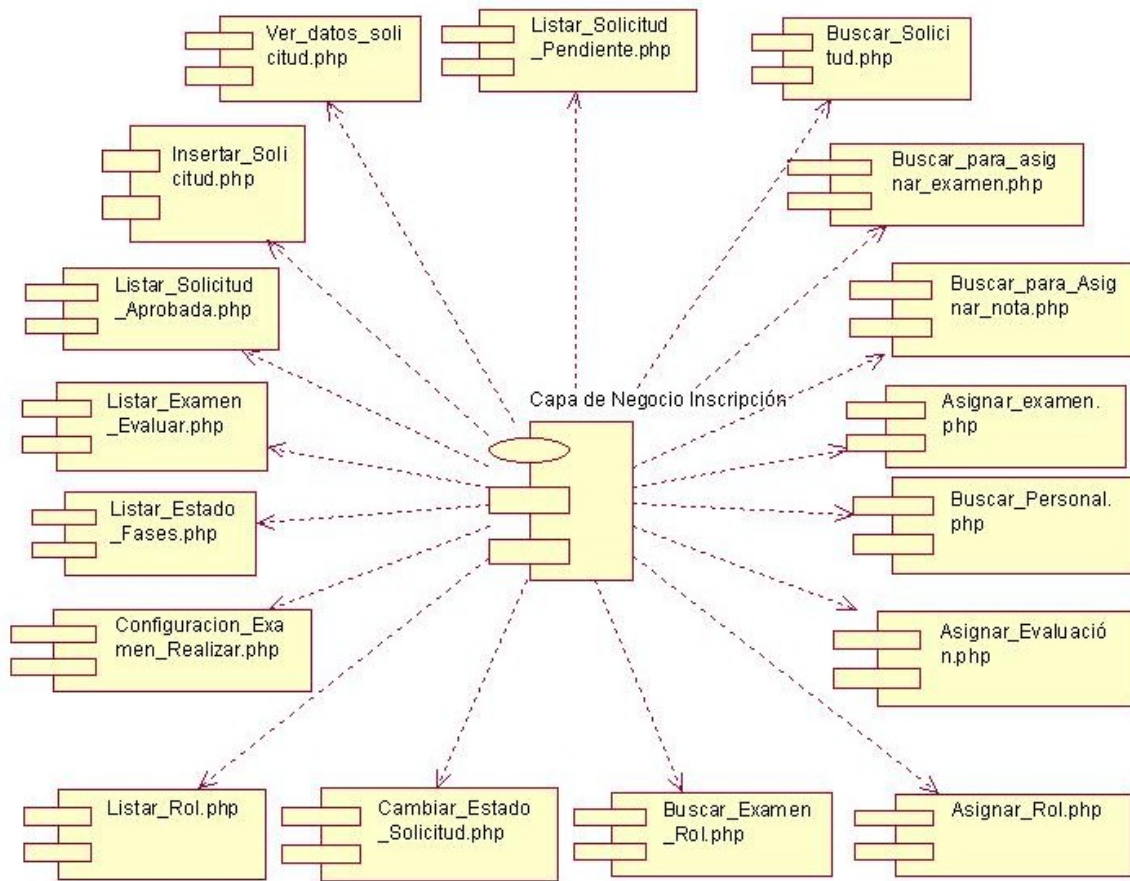 Ver_datos_soli
citud.php
Listar_Solicitud
_Pendiente.php
Buscar_Solici
tud.php
Insertar_Soli
citud.php
Buscar_para_asig
nar_examen.php
Listar_Solicitud
_Aprobada.php
Buscar_para_Asig
nar_nota.php
Listar_Examen
_Evaluar.php
Capa de Negocio Inscripción
Asignar_examen.
php
Listar_Estado
_Fases.php
Buscar_Personal.
php
Configuracion_Exa
men_Realizar.php
Asignar_Evaluació
n.php
Listar_Rol.php
Cambiar_Estado
_Solicitud.php
Buscar_Examen
_Rol.php
Asignar_Rol.php